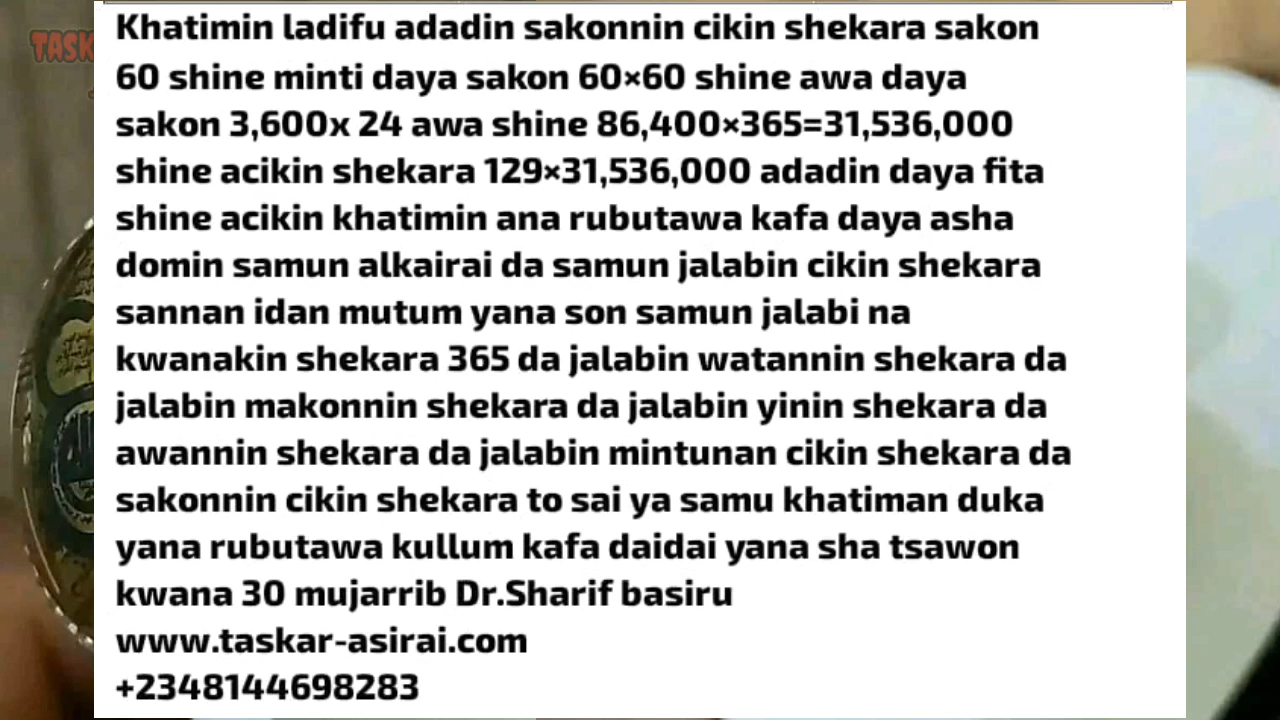 TASK
Khatimin ladifu adadin sakonnin cikin shekara sakon
60 shine minti daya sakon 60×60 shine awa daya
sakon 3,600x 24 awa shine 86,400×365=31,536,000
shine acikin shekara 129×31,536,000 adadin daya fita
shine acikin khatimin ana rubutawa kafa daya asha
domin samun alkairai da samun jalabin cikin shekara
sannan idan mutum yana son samun jalabi na
kwanakin shekara 365 da jalabin watannin shekara da
jalabin makonnin shekara da jalabin yinin shekara da
awannin shekara da jalabin mintunan cikin shekara da
sakonnin cikin shekara to sai ya samu khatiman duka
yana rubutawa kullum kafa daidai yana sha tsawon
kwana 30 mujarrib Dr.Sharif basiru
www.taskar-asirai.com
+2348144698283